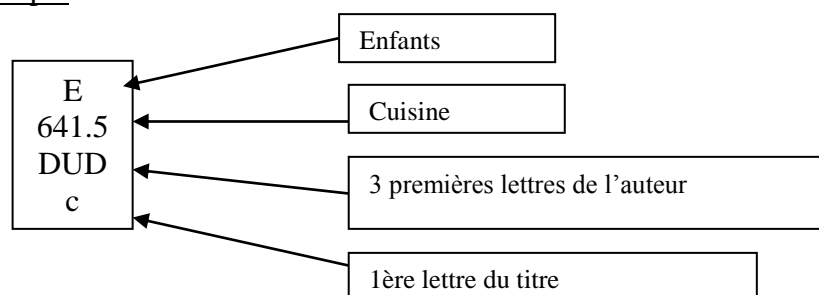 Enfants
E
641.5
DUD
c
Cuisine
3 premières lettres de l’auteur
1ère lettre du titre